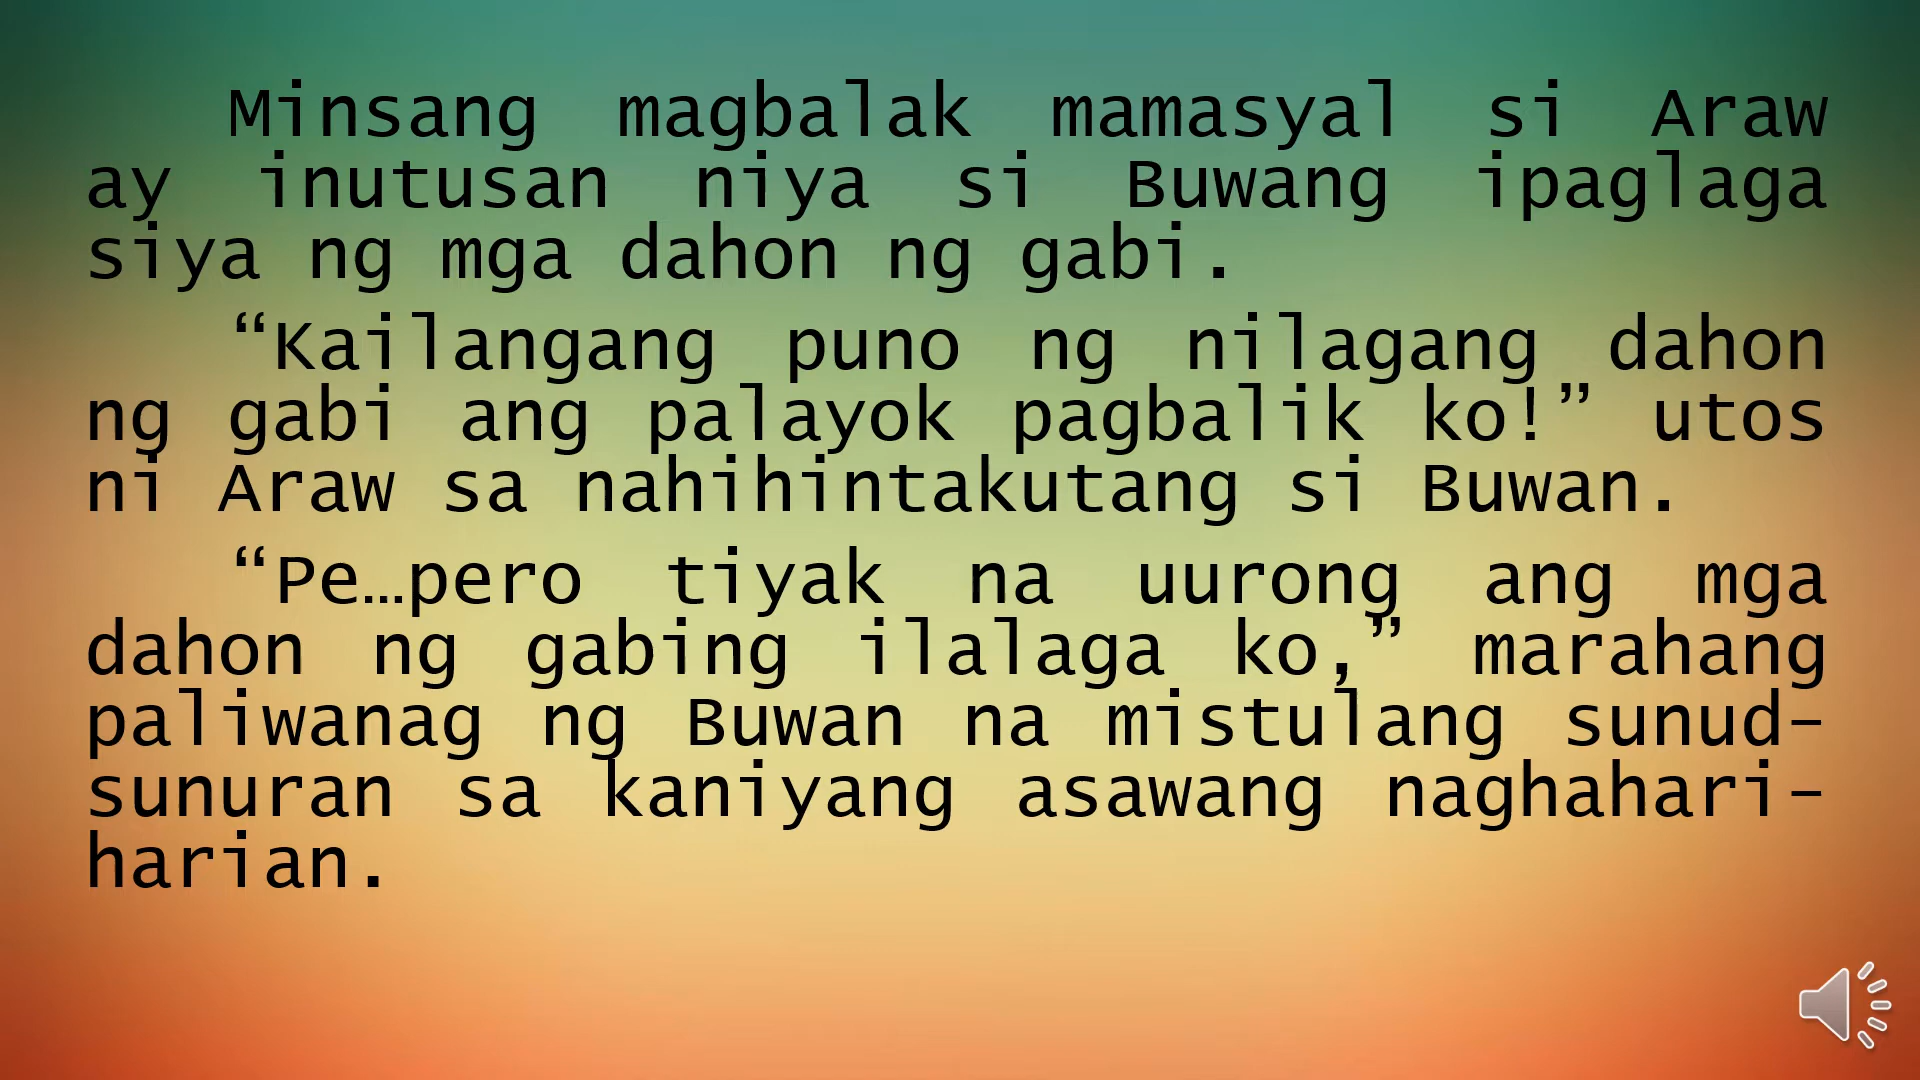 Minsang magbalak mamasyal si Araw
ay inutusan niya si Buwang ipaglaga
siya ng mga dahon ng gabi.
“Kailangang puno ng nilagang dahon
ng gabi ang palayok pagbalik ko!” utos
ni Araw sa nahihintakutang si Buwan.
“Pe…pero tiyak na uurong ang mga
dahon ng gabing ilalaga ko,” marahang
paliwanag ng Buwan na mistulang sunud-
sunuran sa kaniyang asawang naghahari-
harian.